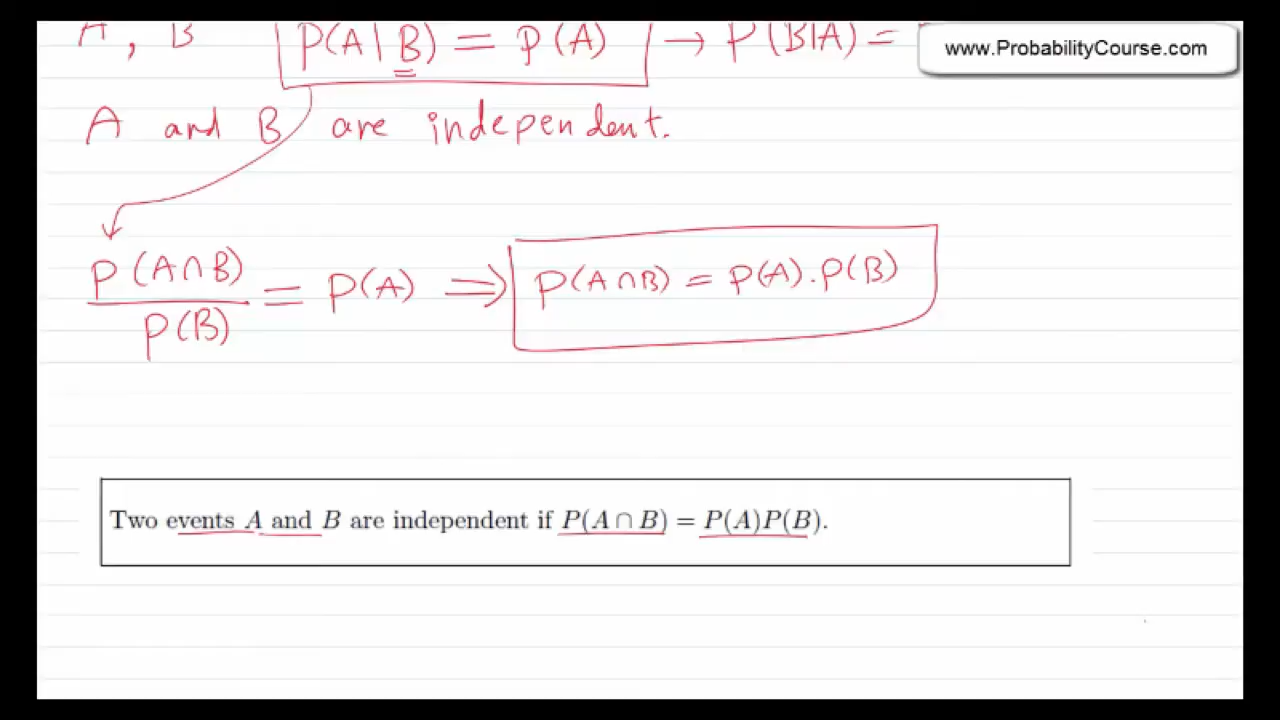 A, B P(A|B) = P(A) → P(B|A) =
www.ProbabilityCourse.com
A and B are independent.
P(A∩B) / P(B) = P(A) ⟹ P(A∩B) = P(A).P(B)
Two events A and B are independent if P(A ∩ B) = P(A)P(B).